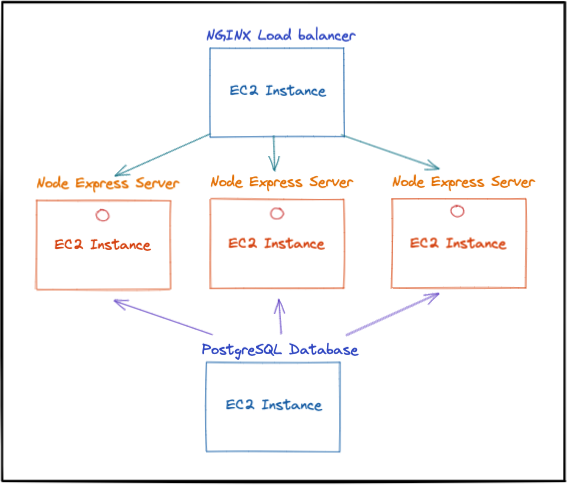 NGINX Load balancer
EC2 Instance
Node Express Server
Node Express Server
Node Express Server
EC2 Instance
EC2 Instance
EC2 Instance
PostgreSQL Database
EC2 Instance